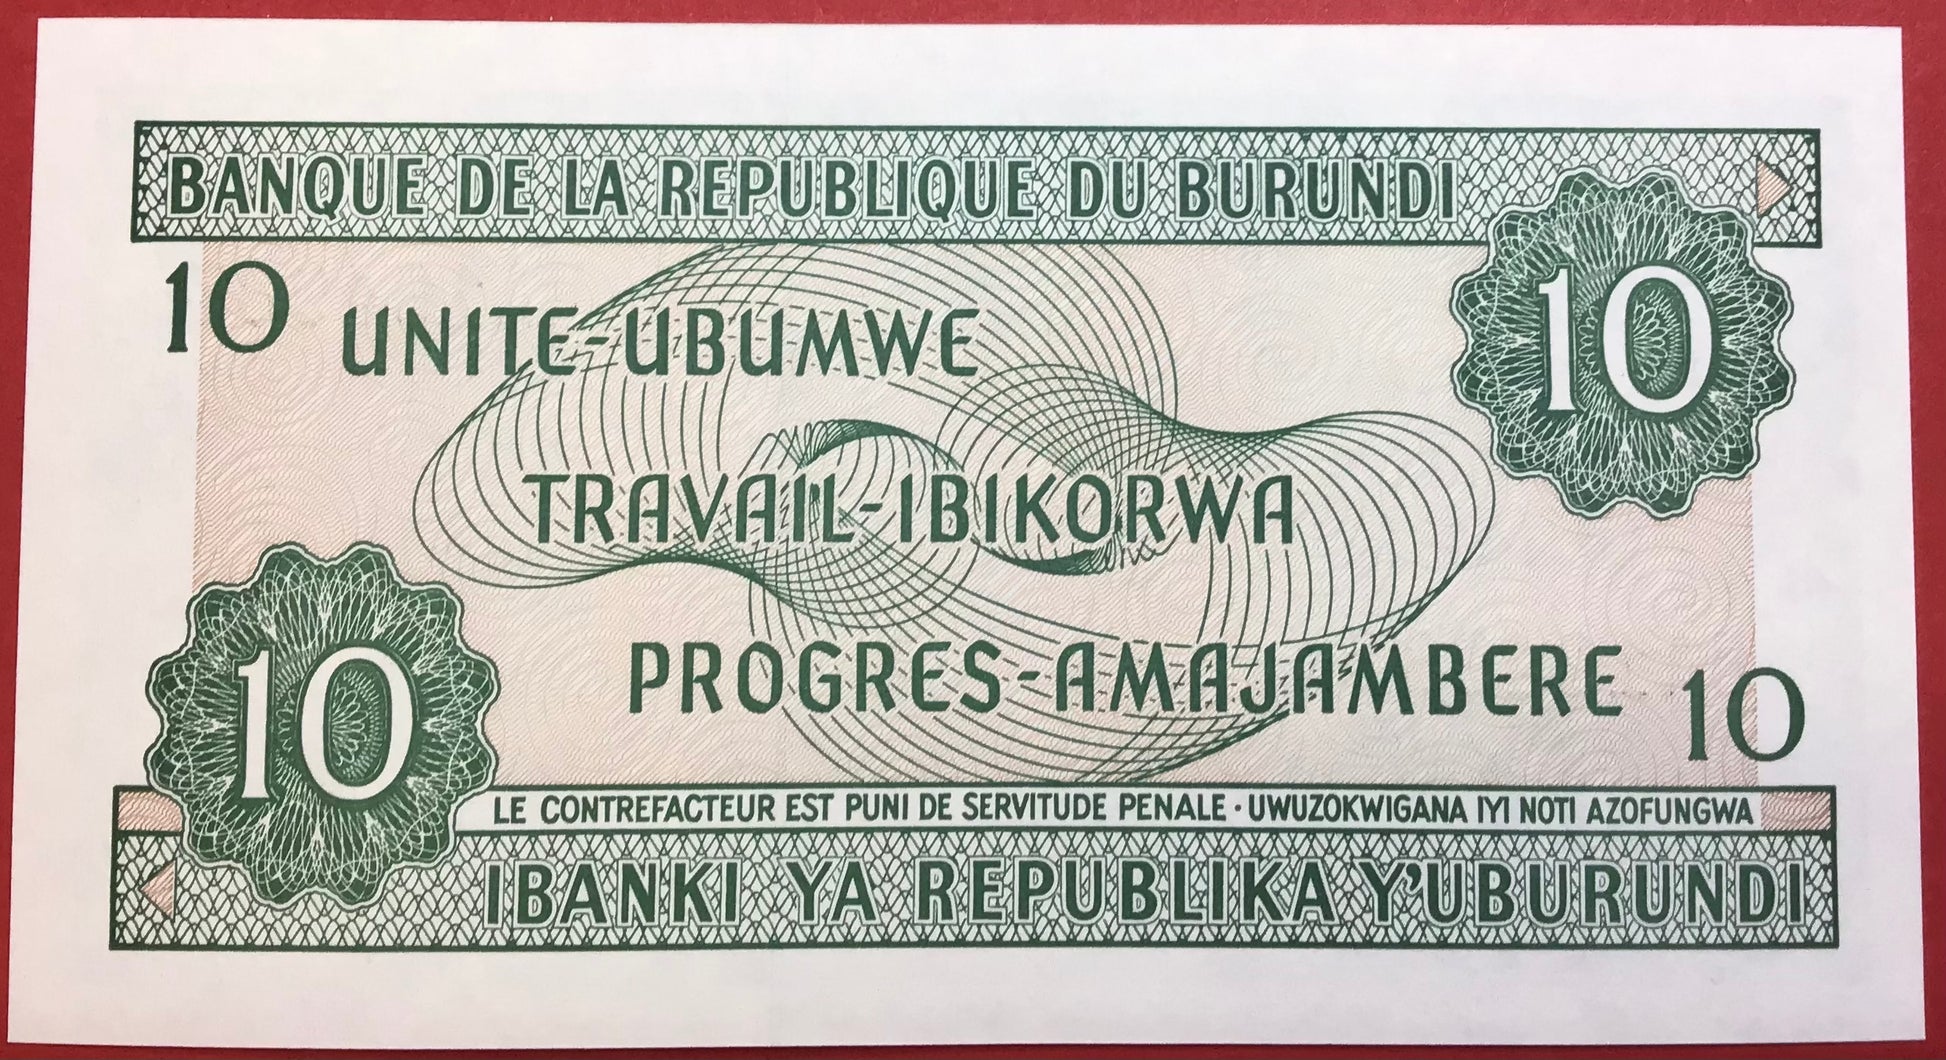 BANQUE DE LA REPUBLIQUE DU BURUNDI
10
10
UNITE-UBUMWE
TRAVAIL-IBIKORWA
PROGRES-AMAJAMBERE
10
10
LE CONTREFACTEUR EST PUNI DE SERVITUDE PENALE · UWUZOKWIGANA IYI NOTI AZOFUNGWA
IBANKI YA REPUBLIKA Y'UBURUNDI